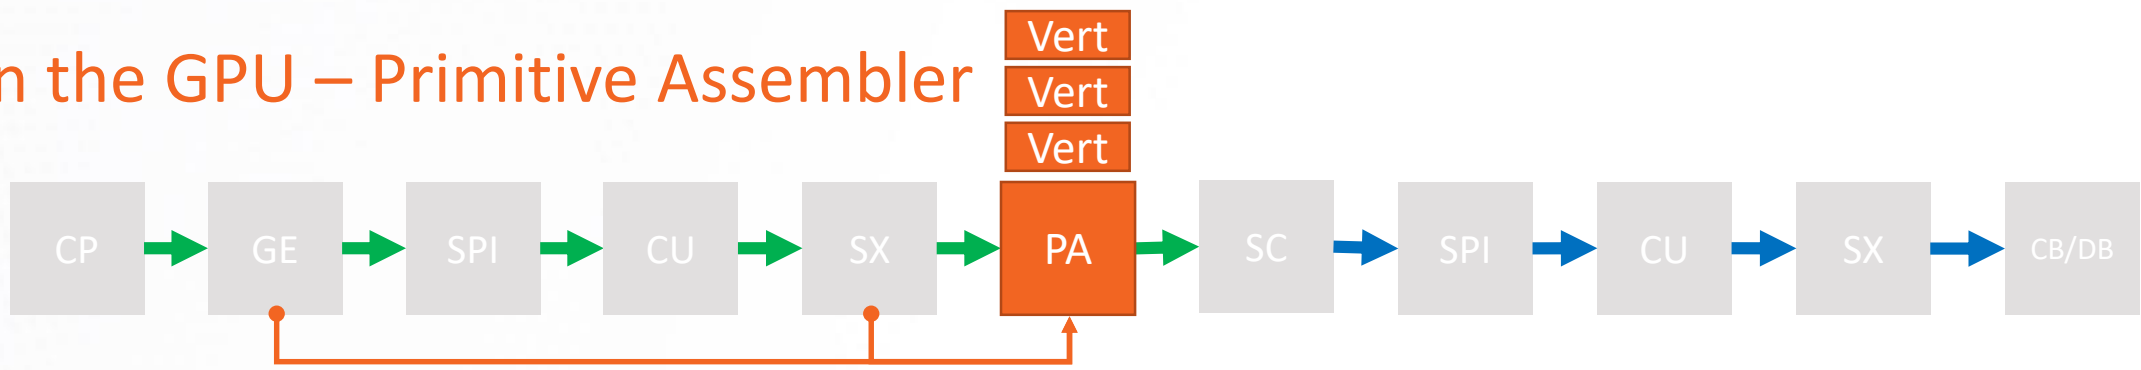 n the GPU – Primitive Assembler
Vert
Vert
Vert
CP GE SPI CU SX PA SC SPI CU SX CB/DB